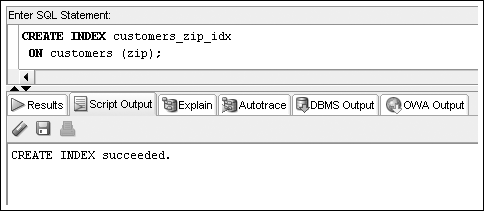 Enter SQL Statement:
CREATE INDEX customers_zip_idx
ON customers (zip);
Results Script Output Explain Autotrace DBMS Output OWA Output
CREATE INDEX succeeded.